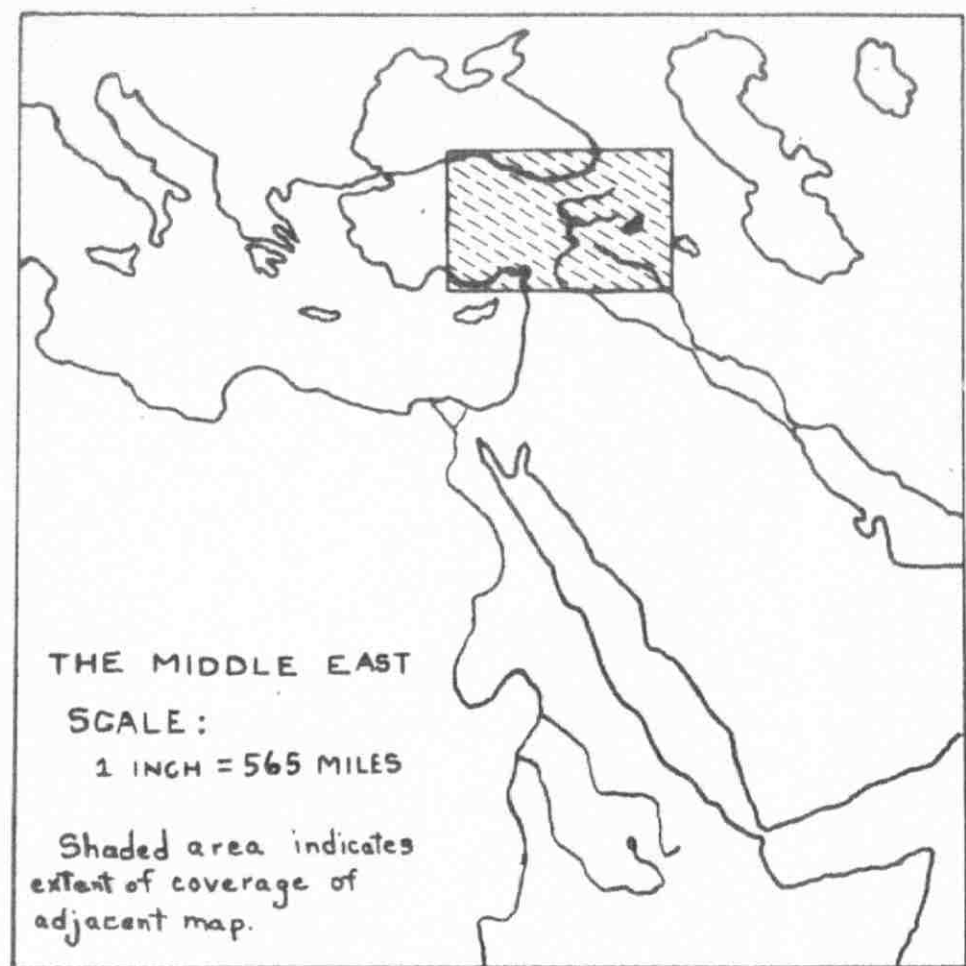 THE MIDDLE EAST
SCALE:
1 INCH = 565 MILES
Shaded area indicates
extent of coverage of
adjacent map.